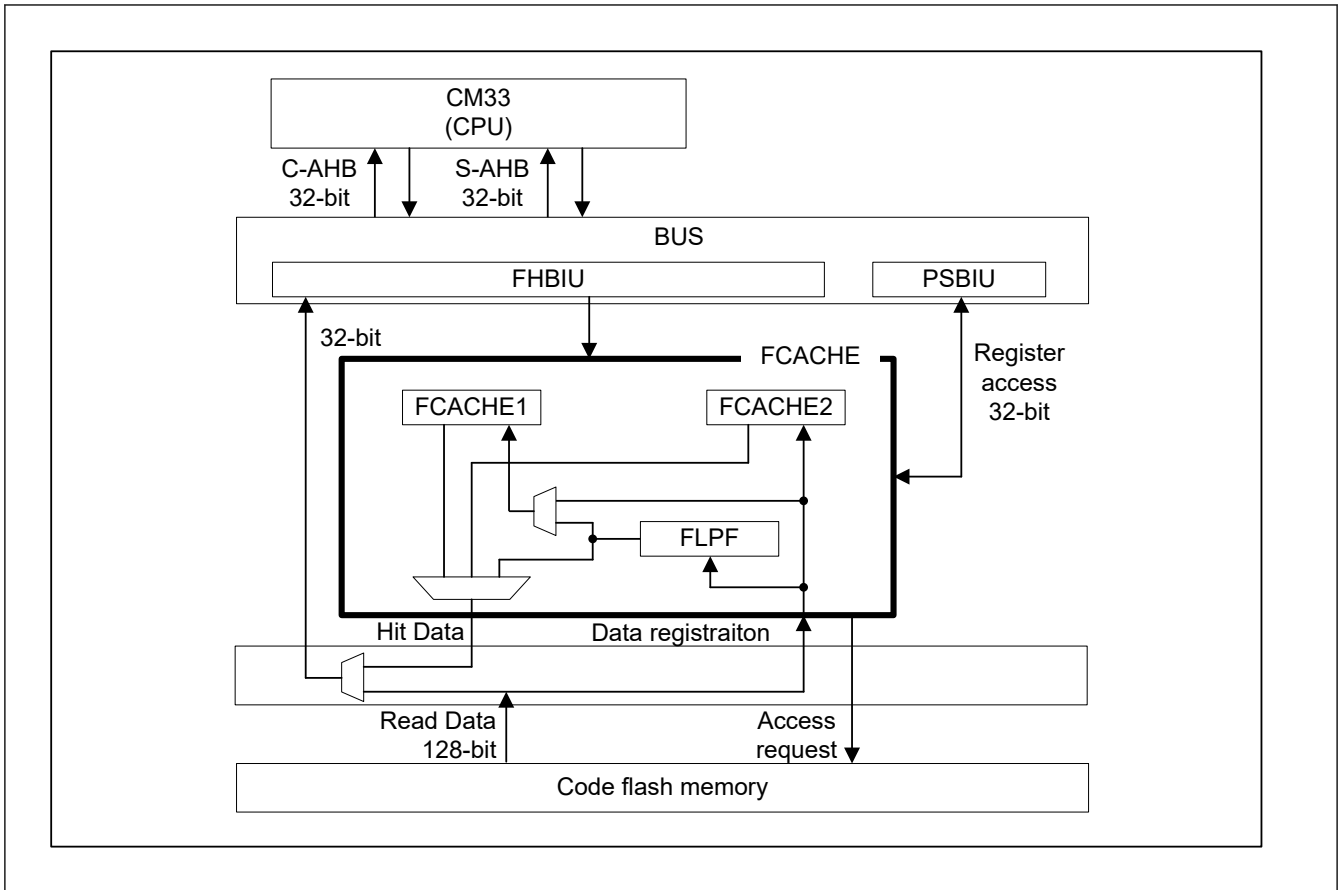 CM33
(CPU)
C-AHB
32-bit
S-AHB
32-bit
BUS
FHBIU
PSBIU
32-bit
FCACHE
Register
access
32-bit
FCACHE1
FCACHE2
FLPF
Hit Data
Data registraiton
Read Data
128-bit
Access
request
Code flash memory